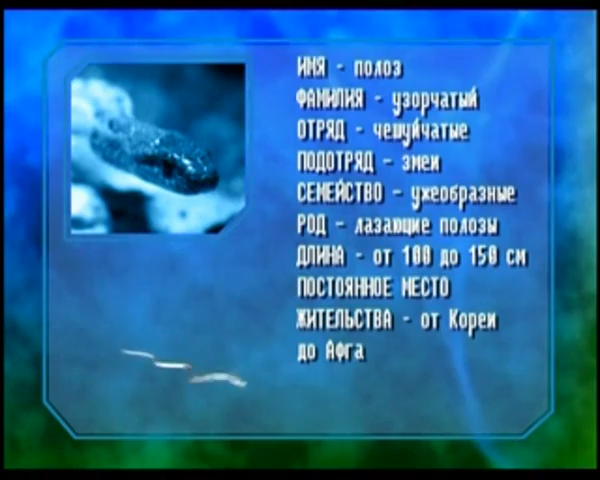 ИМЯ - полоз
ФАМИЛИЯ - узорчатый
ОТРЯД - чешуйчатые
ПОДОТРЯД - змеи
СЕМЕЙСТВО - ужеобразные
РОД - лазающие полозы
ДЛИНА - от 100 до 150 см
ПОСТОЯННОЕ МЕСТО
ЖИТЕЛЬСТВА - от Кореи
до Афга